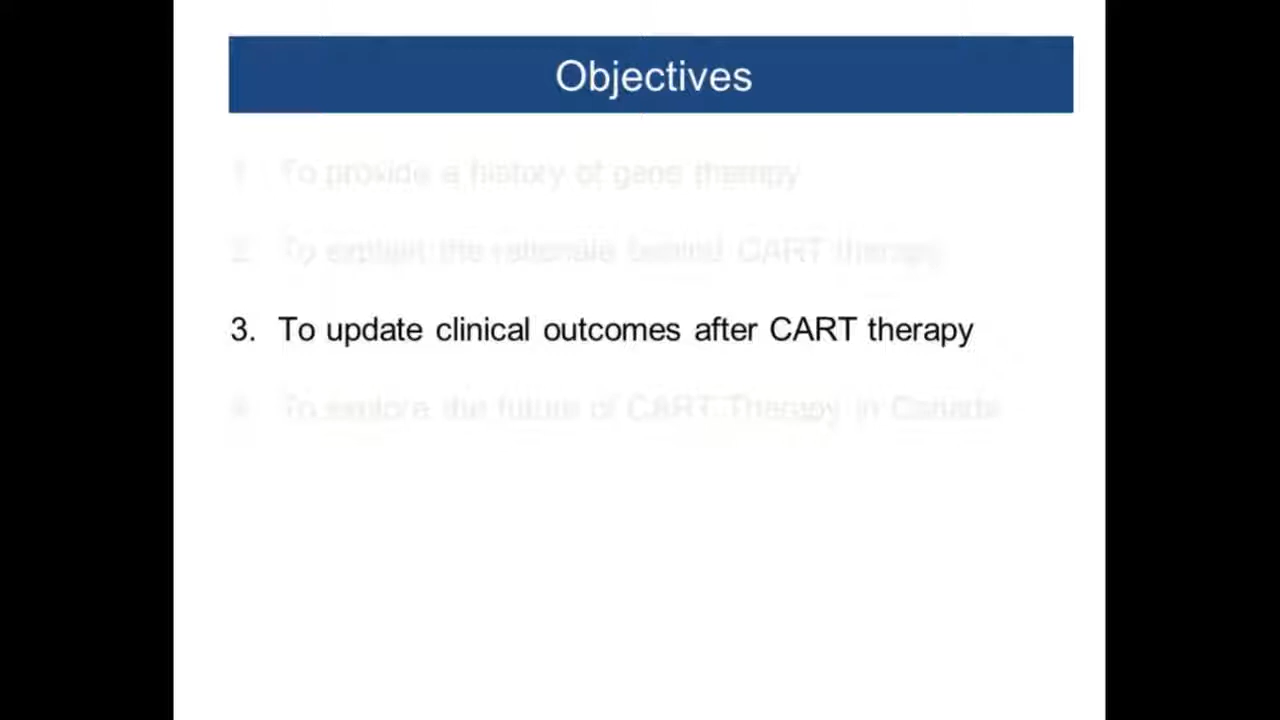 Objectives
1. To provide a history of gene therapy
2. To explain the rationale behind CART therapy
3. To update clinical outcomes after CART therapy
4. To explore the future of CART Therapy in Canada